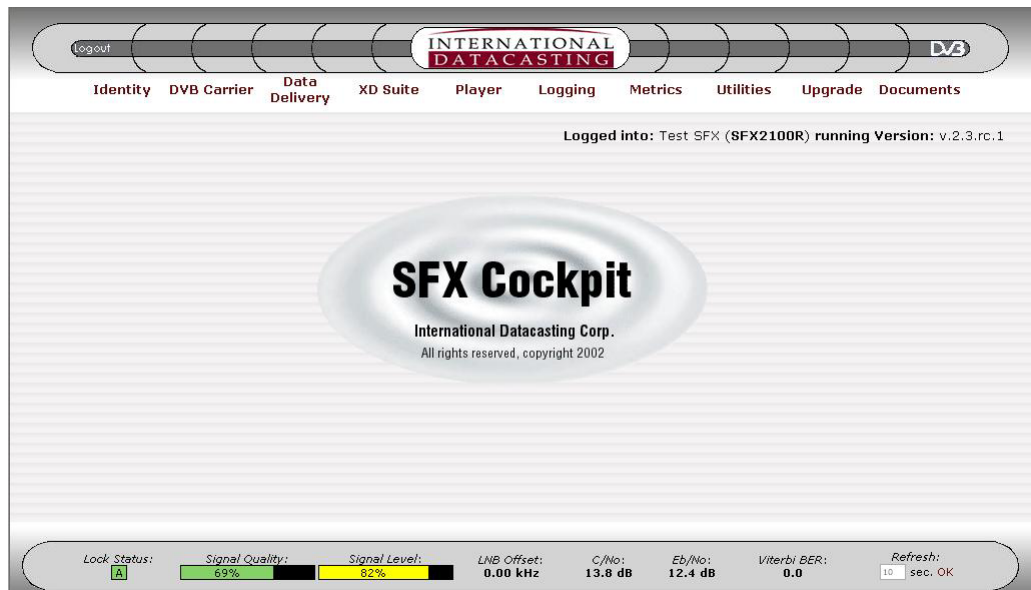 Logout
INTERNATIONAL
DATACASTING
DVB
Identity DVB Carrier Data Delivery XD Suite Player Logging Metrics Utilities Upgrade Documents
Logged into: Test SFX (SFX2100R) running Version: v.2.3.rc.1
SFX Cockpit
International Datacasting Corp.
All rights reserved, copyright 2002
Lock Status: Signal Quality: Signal Level: LNB Offset: C/No: Eb/No: Viterbi BER: Refresh:
A 69% 82% 0.00 kHz 13.8 dB 12.4 dB 0.0 10 sec. OK